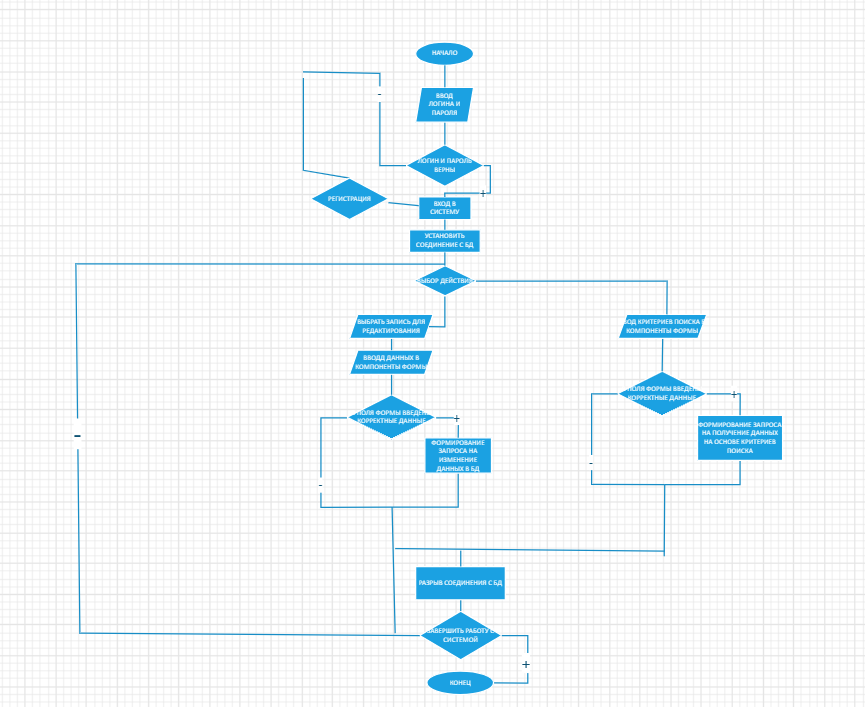 НАЧАЛО
-
ВВОД
ЛОГИНА И
ПАРОЛЯ
ЛОГИН И ПАРОЛЬ
ВЕРНЫ
+
РЕГИСТРАЦИЯ
ВХОД В
СИСТЕМУ
УСТАНОВИТЬ
СОЕДИНЕНИЕ С БД
ВЫБОР ДЕЙСТВИЯ
ВЫБРАТЬ ЗАПИСЬ ДЛЯ
РЕДАКТИРОВАНИЯ
ВВОД КРИТЕРИЕВ ПОИСКА В
КОМПОНЕНТЫ ФОРМЫ
ВВОДД ДАННЫХ В
КОМПОНЕНТЫ ФОРМЫ
ПОЛЯ ФОРМЫ ВВЕДЕНЫ
КОРРЕКТНЫЕ ДАННЫЕ
+
ПОЛЯ ФОРМЫ ВВЕДЕНЫ
КОРРЕКТНЫЕ ДАННЫЕ
+
ФОРМИРОВАНИЕ
ЗАПРОСА НА
ИЗМЕНЕНИЕ
ДАННЫХ В БД
ФОРМИРОВАНИЕ ЗАПРОСА
НА ПОЛУЧЕНИЕ ДАННЫХ
НА ОСНОВЕ КРИТЕРИЕВ
ПОИСКА
-
-
-
РАЗРЫВ СОЕДИНЕНИЯ С БД
ЗАВЕРШИТЬ РАБОТУ С
СИСТЕМОЙ
+
КОНЕЦ